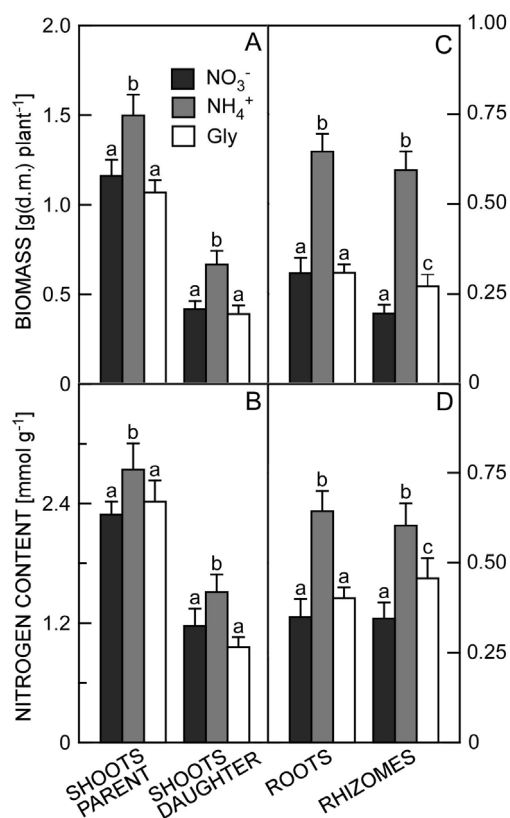 2.0
1.5
1.0
0.5
0
BIOMASS [g(d.m.) plant⁻¹]
A
NO₃⁻
NH₄⁺
Gly
a
b
a
a
b
a
C
1.00
0.75
0.50
0.25
0
a
b
a
a
b
c
2.4
1.2
0
NITROGEN CONTENT [mmol g⁻¹]
B
a
b
a
a
b
a
D
0.75
0.50
0.25
0
a
b
a
a
b
c
SHOOTS
PARENT
SHOOTS
DAUGHTER
ROOTS
RHIZOMES